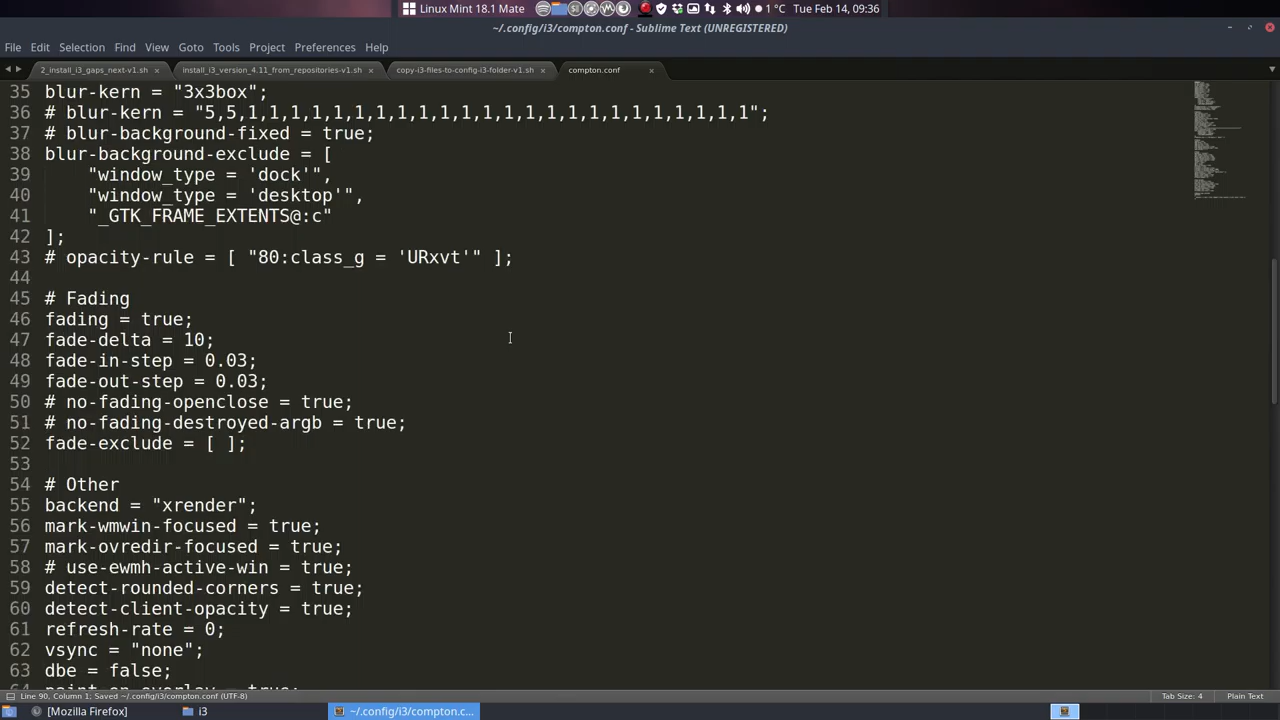 Linux Mint 18.1 Mate
1 °C
Tue Feb 14, 09:36
~/.config/i3/compton.conf - Sublime Text (UNREGISTERED)
File Edit Selection Find View Goto Tools Project Preferences Help
2_install_i3_gaps_next-v1.sh × install_i3_version_4.11_from_repositories-v1.sh × copy-i3-files-to-config-i3-folder-v1.sh × compton.conf ×
35 blur-kern = "3x3box";
36 # blur-kern = "5,5,1,1,1,1,1,1,1,1,1,1,1,1,1,1,1,1,1,1,1,1,1,1,1,1";
37 # blur-background-fixed = true;
38 blur-background-exclude = [
39 "window_type = 'dock'",
40 "window_type = 'desktop'",
41 "_GTK_FRAME_EXTENTS@:c"
42 ];
43 # opacity-rule = [ "80:class_g = 'URxvt'" ];
44
45 # Fading
46 fading = true;
47 fade-delta = 10;
48 fade-in-step = 0.03;
49 fade-out-step = 0.03;
50 # no-fading-openclose = true;
51 # no-fading-destroyed-argb = true;
52 fade-exclude = [ ];
53
54 # Other
55 backend = "xrender";
56 mark-wmwin-focused = true;
57 mark-ovredir-focused = true;
58 # use-ewmh-active-win = true;
59 detect-rounded-corners = true;
60 detect-client-opacity = true;
61 refresh-rate = 0;
62 vsync = "none";
63 dbe = false;
64 paint-on-overlay = true;
Line 90, Column 1; Saved ~/.config/i3/compton.conf (UTF-8)
Tab Size: 4
Plain Text
[Mozilla Firefox]
i3
~/.config/i3/compton.c...